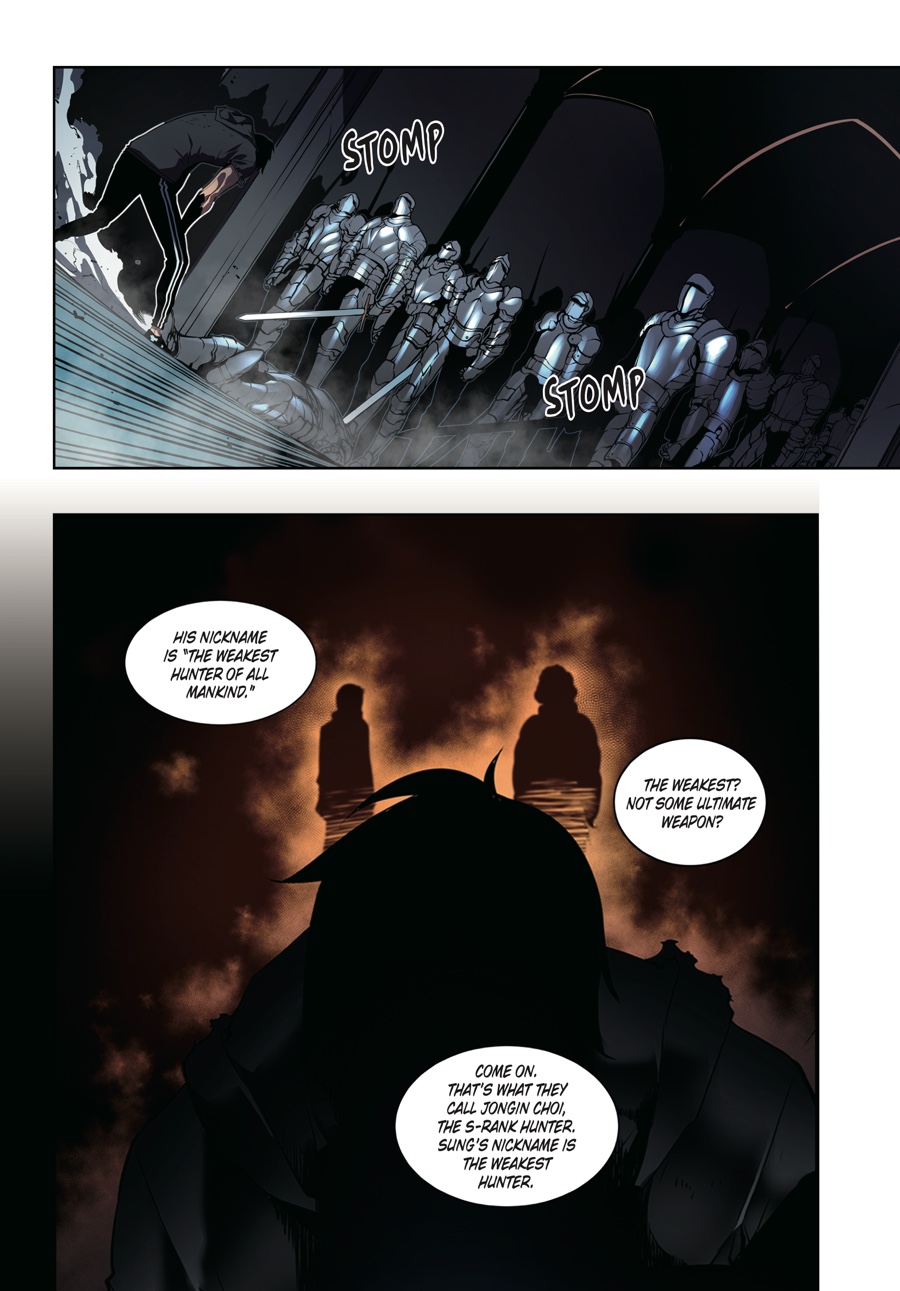 STOMP
STOMP
HIS NICKNAME
IS "THE WEAKEST
HUNTER OF ALL
MANKIND."
THE WEAKEST?
NOT SOME ULTIMATE
WEAPON?
COME ON.
THAT'S WHAT THEY
CALL JONGIN CHOI,
THE S-RANK HUNTER.
SUNG'S NICKNAME IS
THE WEAKEST
HUNTER.